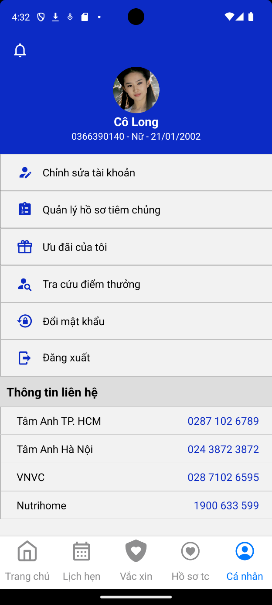 4:32
Cô Long
0366390140 - Nữ - 21/01/2002
Chỉnh sửa tài khoản
Quản lý hồ sơ tiêm chủng
Ưu đãi của tôi
Tra cứu điểm thưởng
Đổi mật khẩu
Đăng xuất
Thông tin liên hệ
Tâm Anh TP. HCM 0287 102 6789
Tâm Anh Hà Nội 024 3872 3872
VNVC 028 7102 6595
Nutrihome 1900 633 599
Trang chủ Lịch hẹn Vắc xin Hồ sơ tc Cá nhân